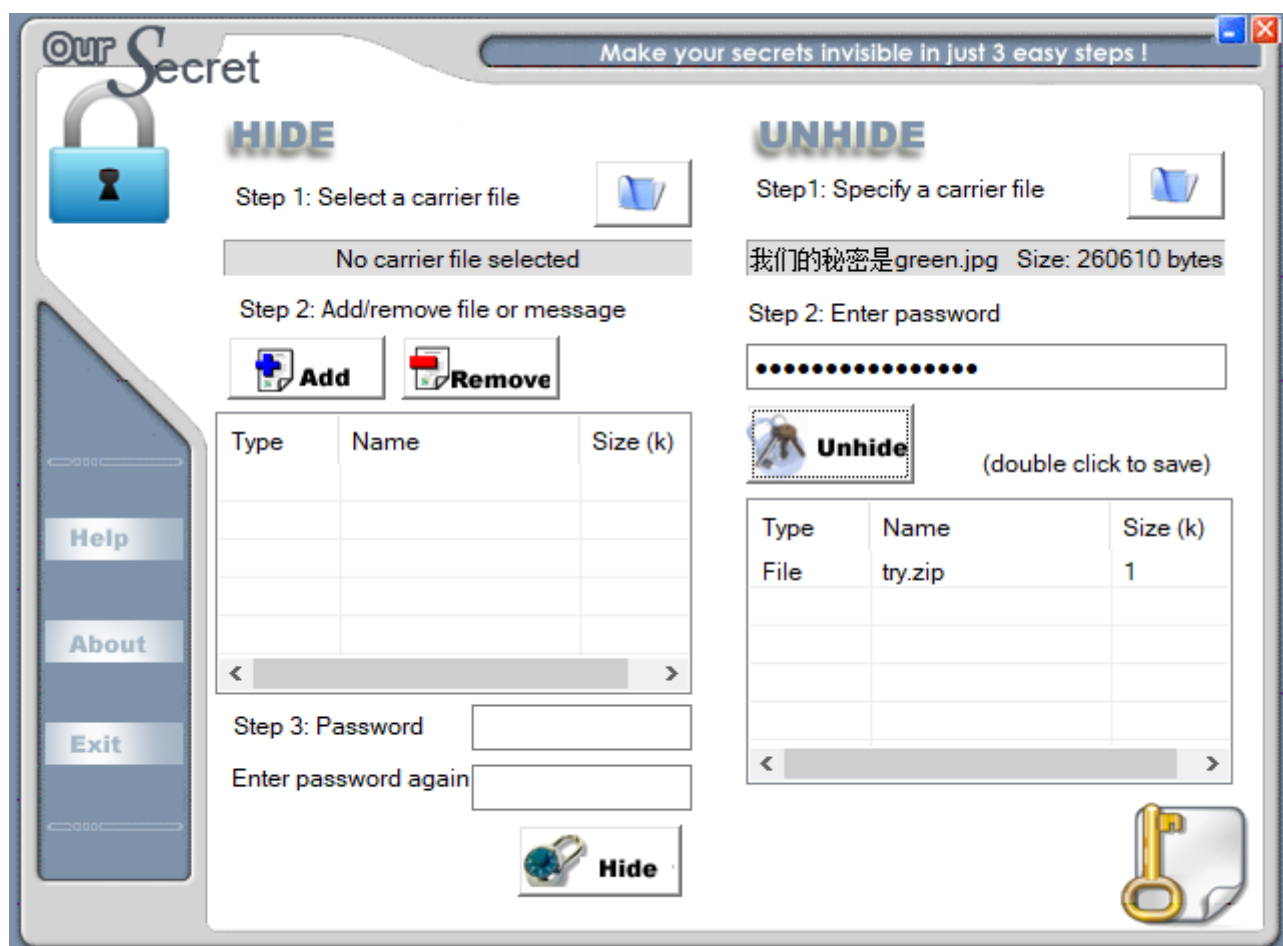 Our Secret
Make your secrets invisible in just 3 easy steps !
HIDE
Step 1: Select a carrier file
No carrier file selected
Step 2: Add/remove file or message
Add
Remove
Type Name Size (k)
Step 3: Password
Enter password again
Hide
UNHIDE
Step1: Specify a carrier file
我们的秘密是green.jpg Size: 260610 bytes
Step 2: Enter password
••••••••••••••••
Unhide
(double click to save)
Type Name Size (k)
File try.zip 1
Help
About
Exit